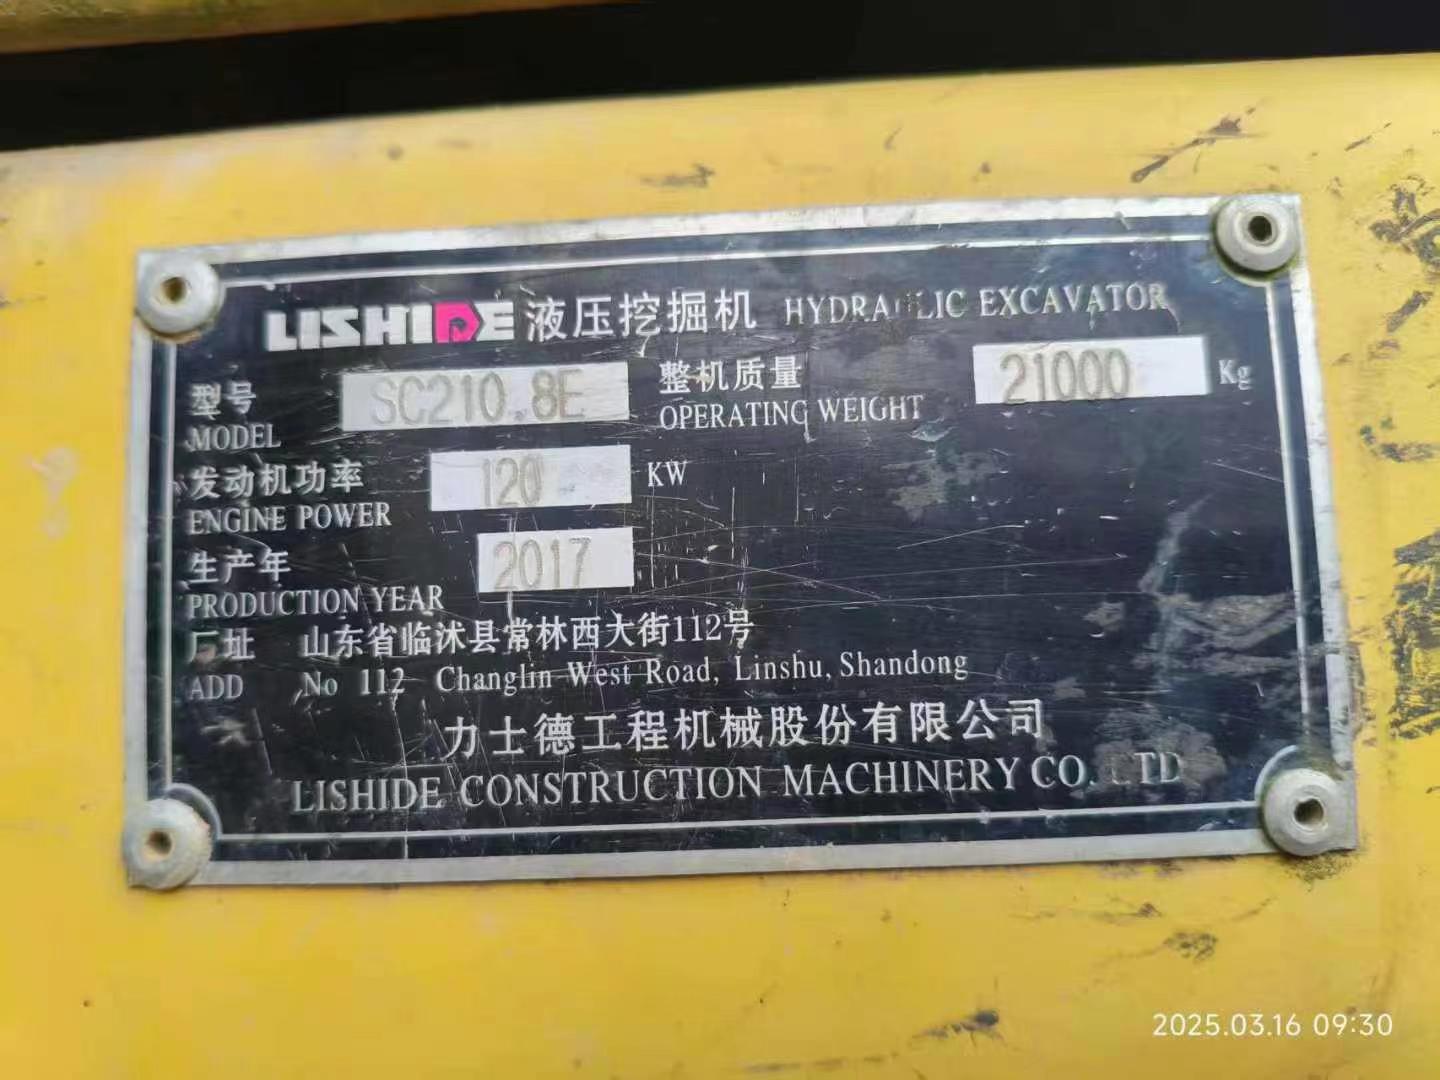 LISHIDE 液压挖掘机 HYDRAULIC EXCAVATOR
型号 SC210.8E 整机质量 21000 Kg
MODEL OPERATING WEIGHT
发动机功率 120 KW
ENGINE POWER
生产年 2017
PRODUCTION YEAR
厂址 山东省临沭县常林西大街112号
ADD No 112 Changlin West Road, Linshu, Shandong
力士德工程机械股份有限公司
LISHIDE CONSTRUCTION MACHINERY CO. LTD
2025.03.16 09:30